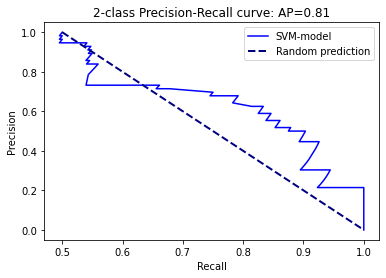 2-class Precision-Recall curve: AP=0.81
SVM-model
Random prediction
Precision
1.0
0.8
0.6
0.4
0.2
0.0
0.5
0.6
0.7
0.8
0.9
1.0
Recall